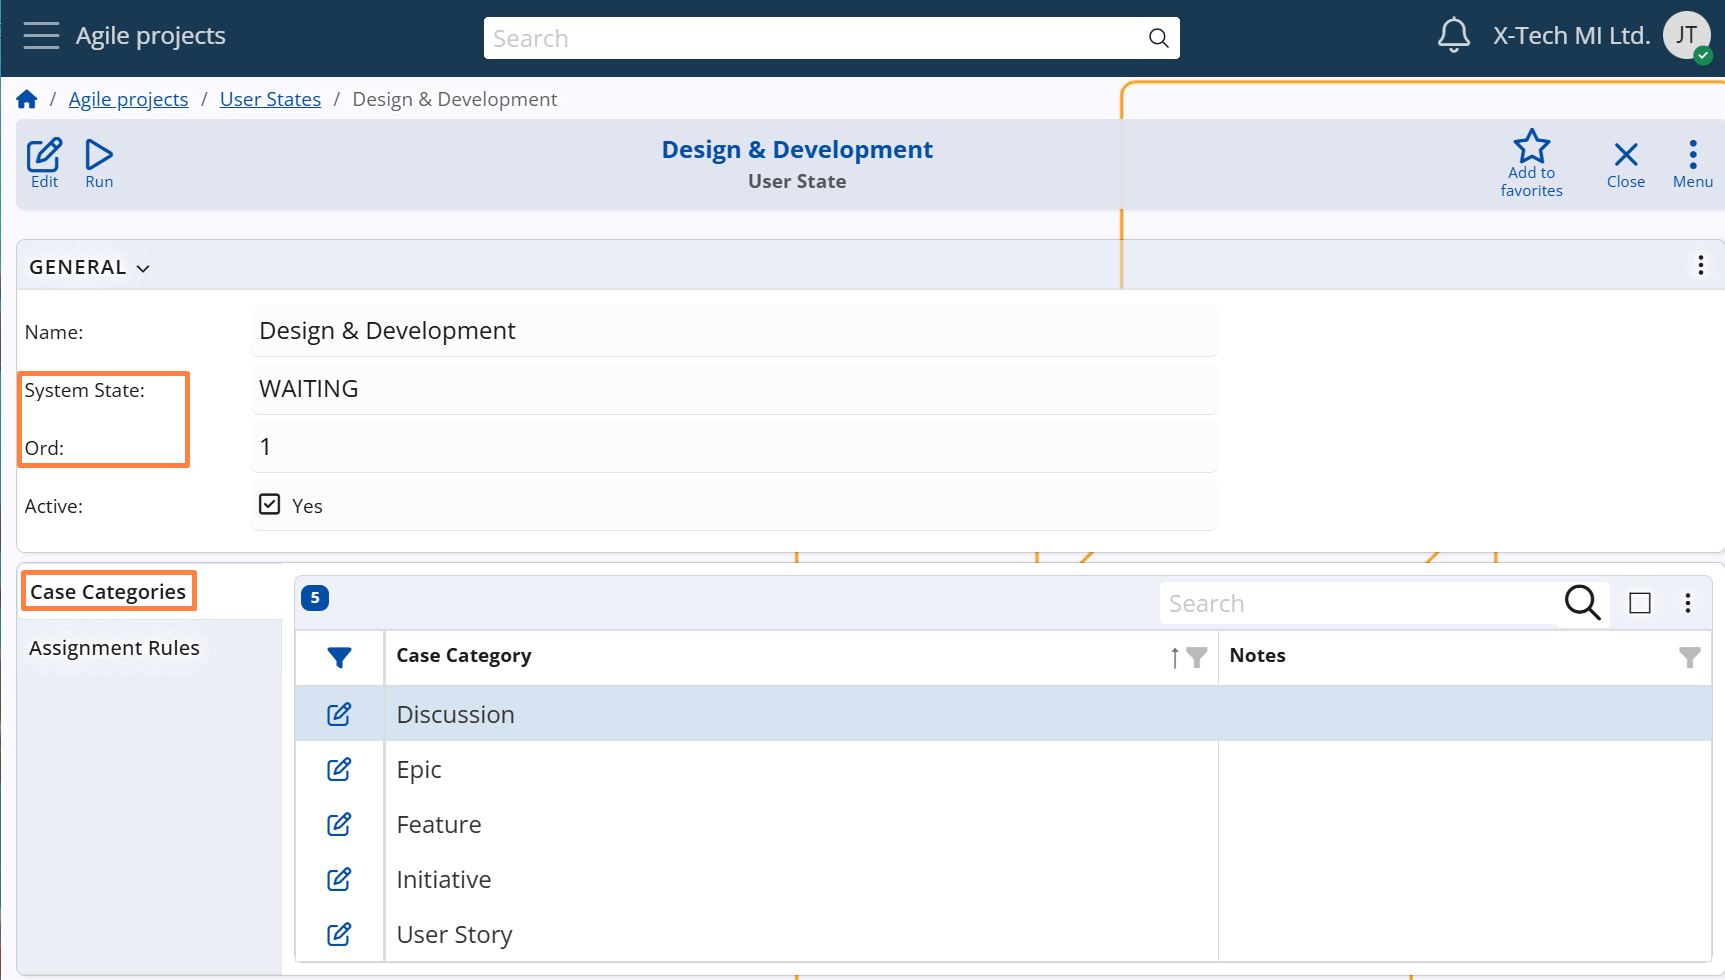 Agile projects
Search
X-Tech MI Ltd.
JT
/ Agile projects / User States / Design & Development
Edit
Run
Design & Development
User State
Add to favorites
Close
Menu
GENERAL
Name:
Design & Development
System State:
WAITING
Ord:
1
Active:
Yes
Case Categories
Assignment Rules
5
Search
Case Category
Notes
Discussion
Epic
Feature
Initiative
User Story